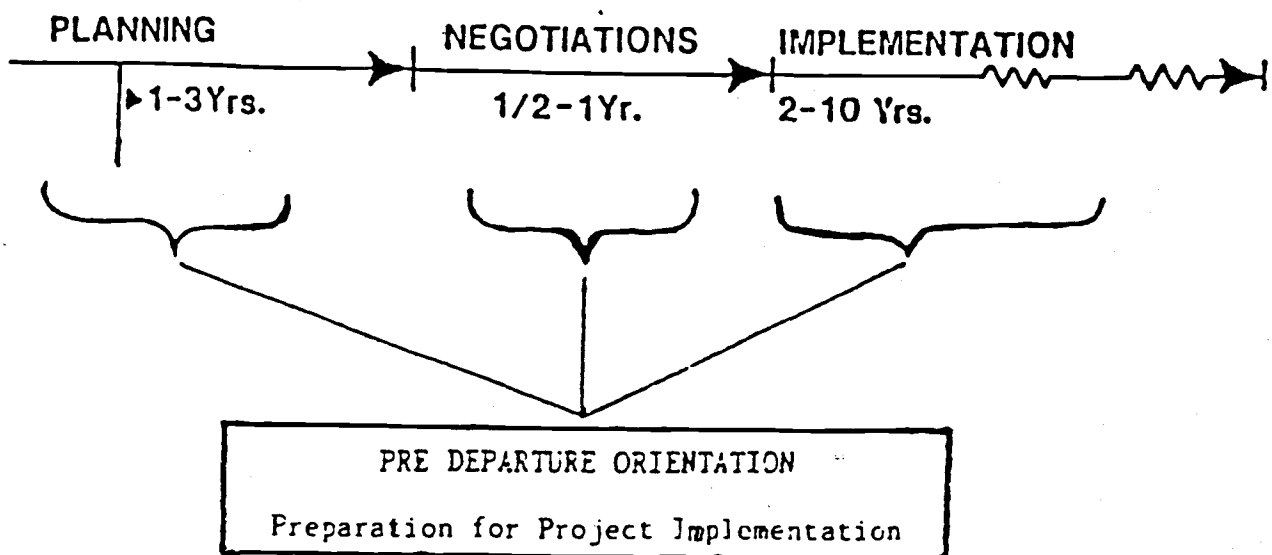 PLANNING
NEGOTIATIONS
IMPLEMENTATION
1-3Yrs.
1/2-1Yr.
2-10 Yrs.
PRE DEPARTURE ORIENTATION
Preparation for Project Implementation